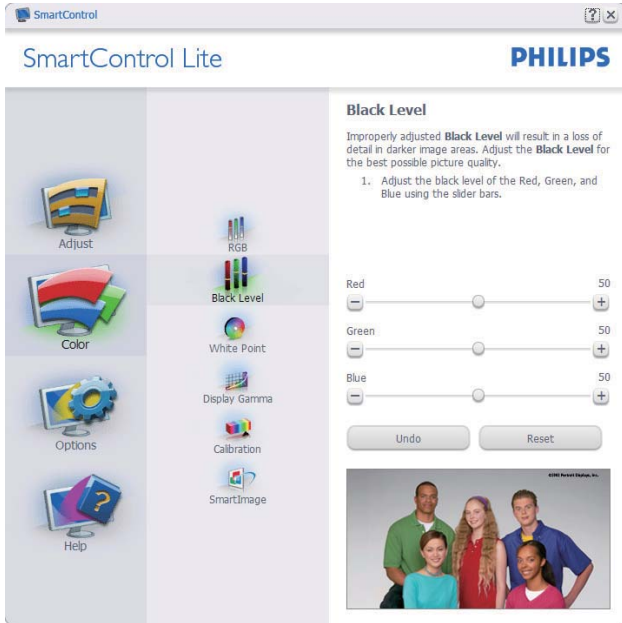 SmartControl
SmartControl Lite
PHILIPS
Adjust
Color
Options
Help
RGB
Black Level
White Point
Display Gamma
Calibration
SmartImage
Black Level
Improperly adjusted Black Level will result in a loss of
detail in darker image areas. Adjust the Black Level for
the best possible picture quality.
1. Adjust the black level of the Red, Green, and
Blue using the slider bars.
Red 50
Green 50
Blue 50
Undo Reset